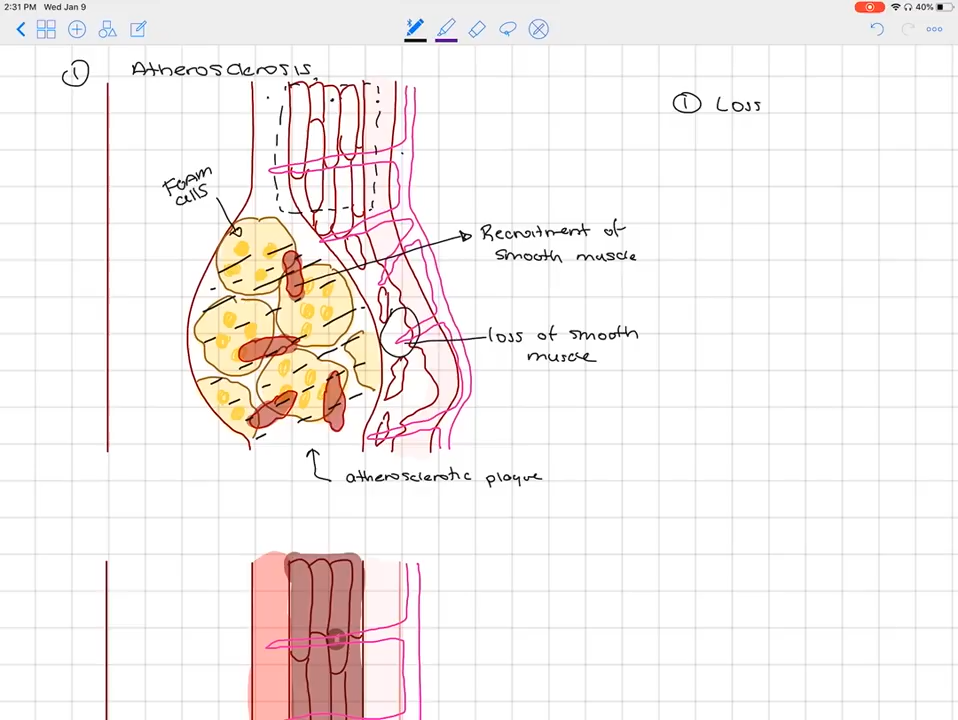 2:31 PM Wed Jan 9
40%
① Atherosclerosis
① Loss
Foam
cells
Recruitment of
smooth muscle
loss of smooth
muscle
atherosclerotic plaque